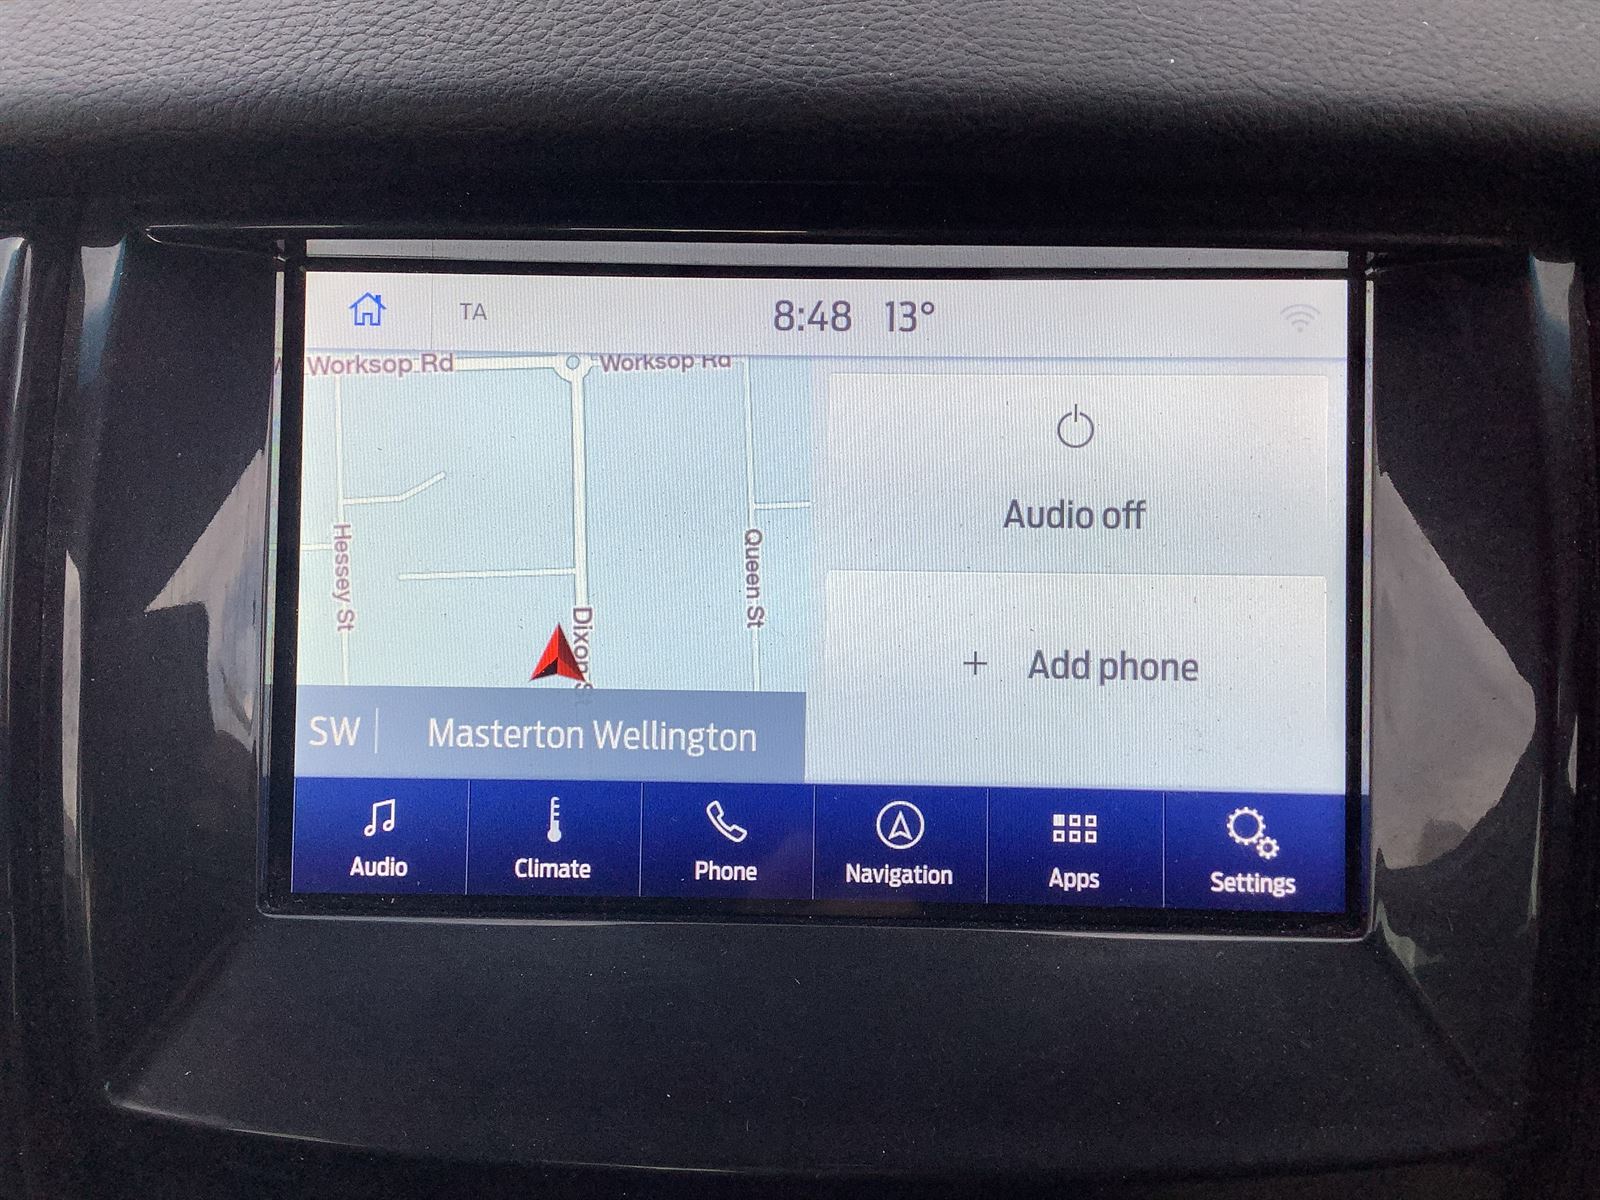 TA
8:48 13°
Worksop Rd
Worksop Rd
Hessey St
Dixon S
Queen St
Audio off
+ Add phone
SW | Masterton Wellington
Audio
Climate
Phone
Navigation
Apps
Settings